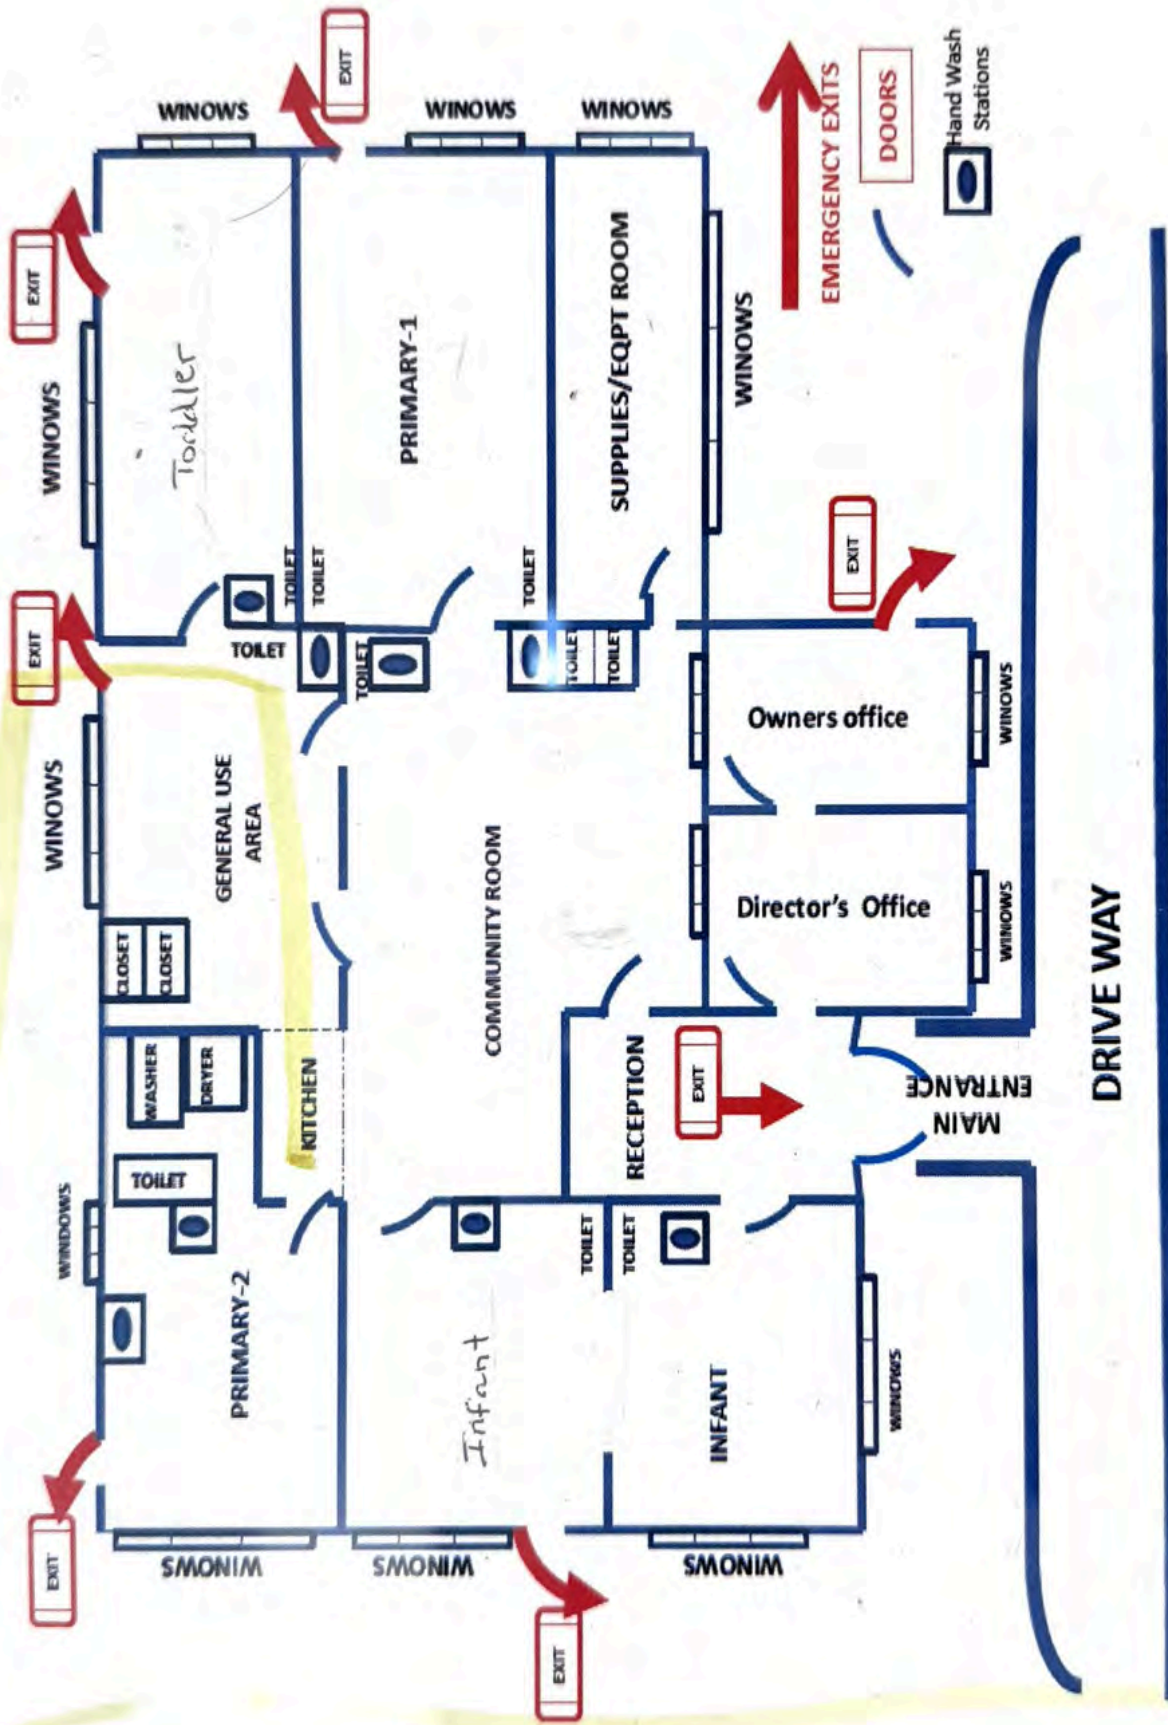 EXIT
EXIT
EXIT
WINDOWS
WINOWS
WINOWS
CLOSET
CLOSET
WASHER
DRYER
TOILET
WINOWS
PRIMARY-2
GENERAL USE
AREA
Toddler
WINOWS
TOILET
TOILET
TOILET
KITCHEN
EXIT
TOILET
PRIMARY-1
WINOWS
Infant
WINOWS
COMMUNITY ROOM
TOILET
EXIT
TOILET
TOILET
TOILET
TOILET
SUPPLIES/EQPT ROOM
WINOWS
RECEPTION
EXIT
INFANT
WINOWS
WINOWS
Owners office
Director's Office
EMERGENCY EXITS
EXIT
DOORS
WINOWS
Hand Wash
Stations
MAIN
ENTRANCE
WINOWS
WINOWS
DRIVE WAY